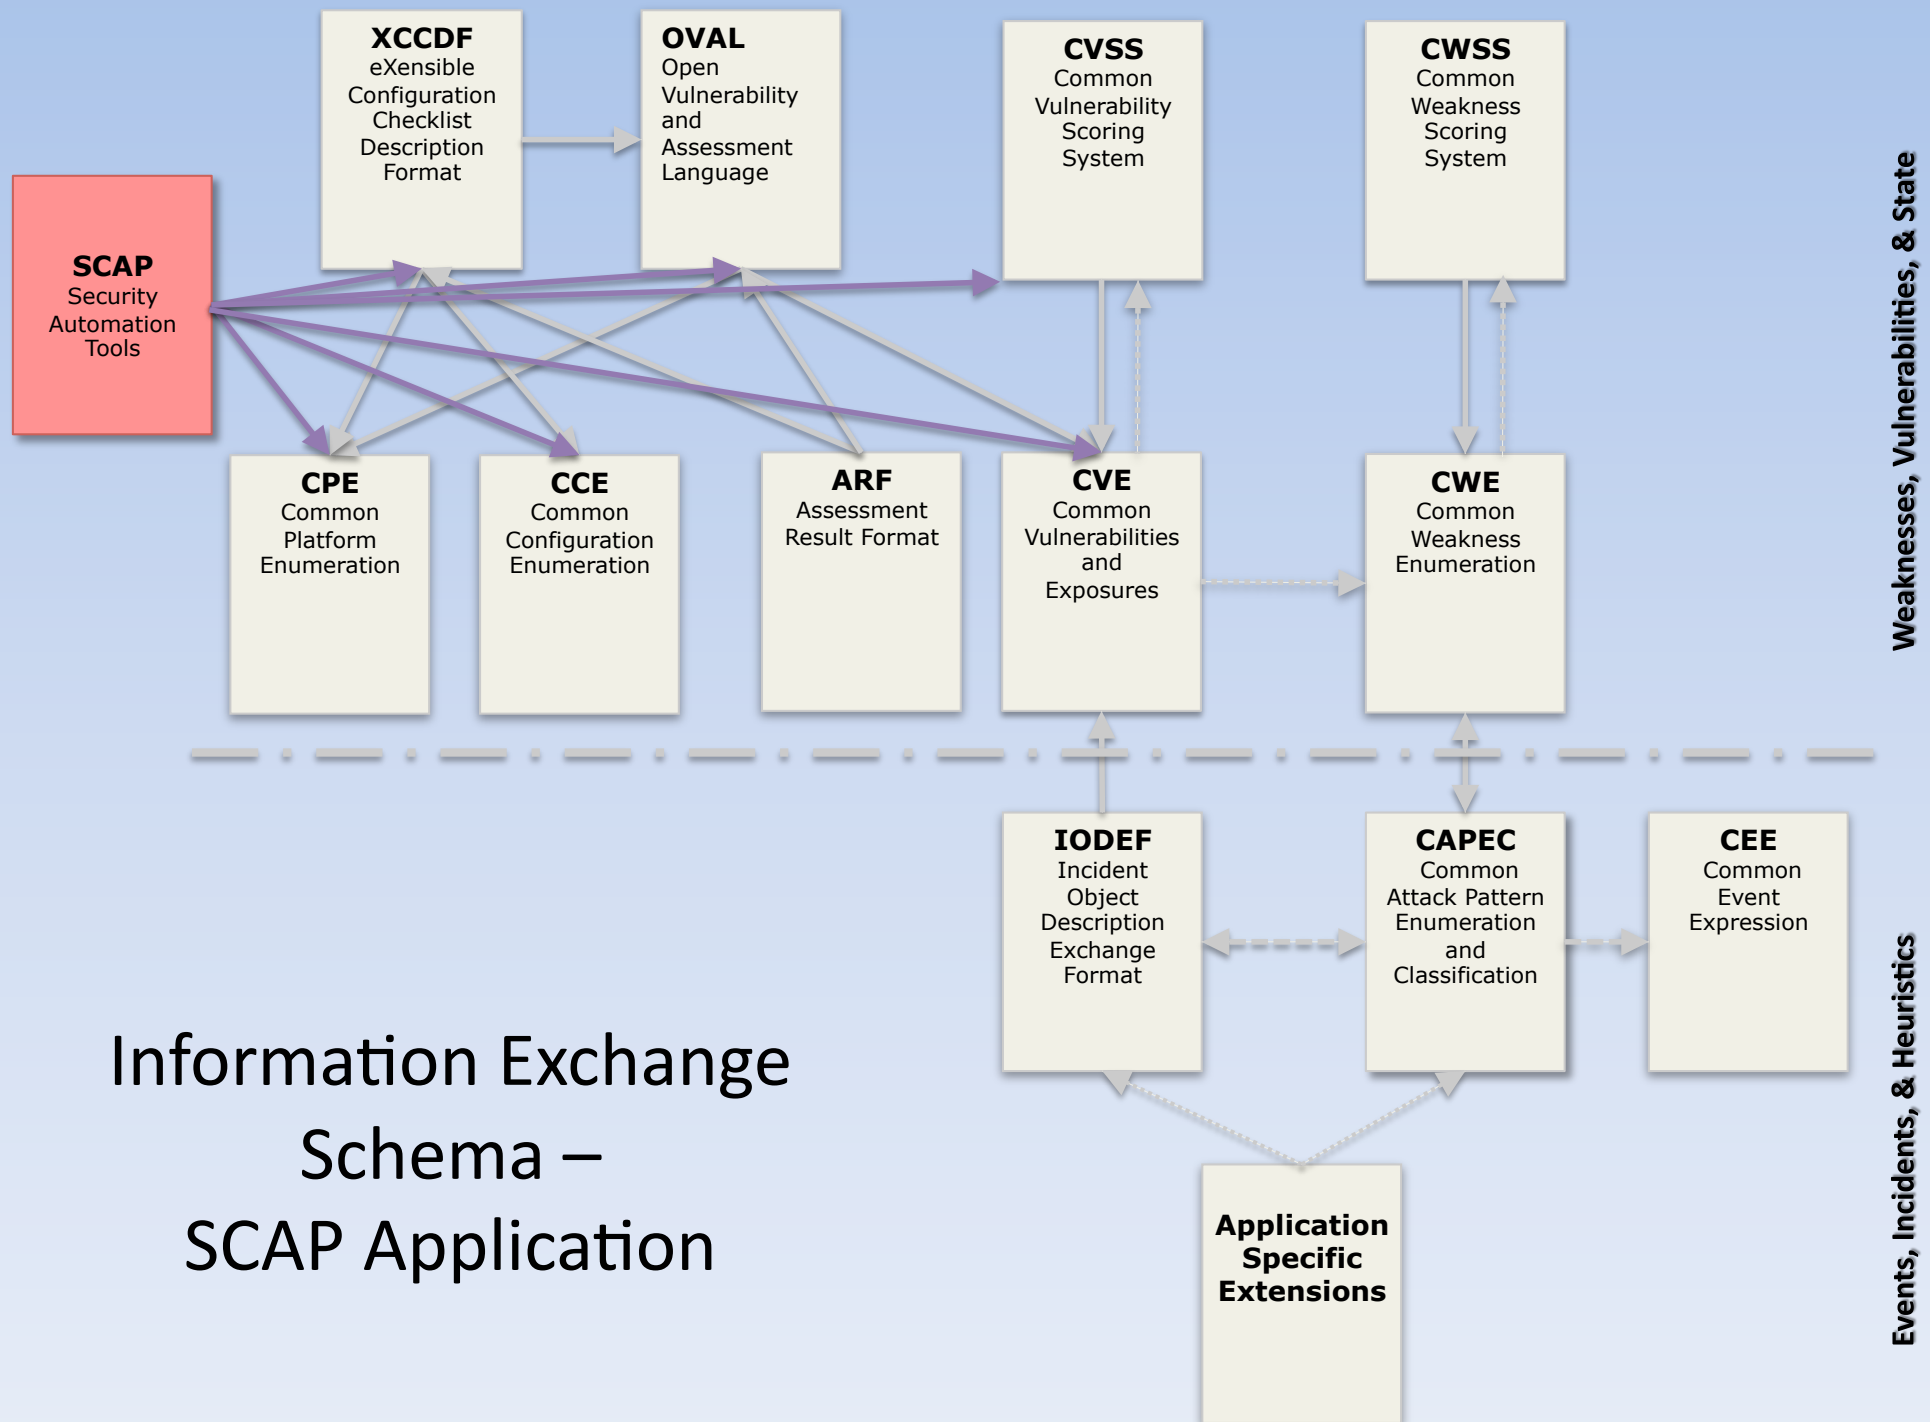 XCCDF
eXensible
Configuration
Checklist
Description
Format
OVAL
Open
Vulnerability
and
Assessment
Language
CVSS
Common
Vulnerability
Scoring
System
CWSS
Common
Weakness
Scoring
System
SCAP
Security
Automation
Tools
CPE
Common
Platform
Enumeration
CCE
Common
Configuration
Enumeration
ARF
Assessment
Result Format
CVE
Common
Vulnerabilities
and
Exposures
CWE
Common
Weakness
Enumeration
Weaknesses, Vulnerabilities, & State
IODEF
Incident
Object
Description
Exchange
Format
CAPEC
Common
Attack Pattern
Enumeration
and
Classification
CEE
Common
Event
Expression
Application
Specific
Extensions
Events, Incidents, & Heuristics
Information Exchange
Schema –
SCAP Application